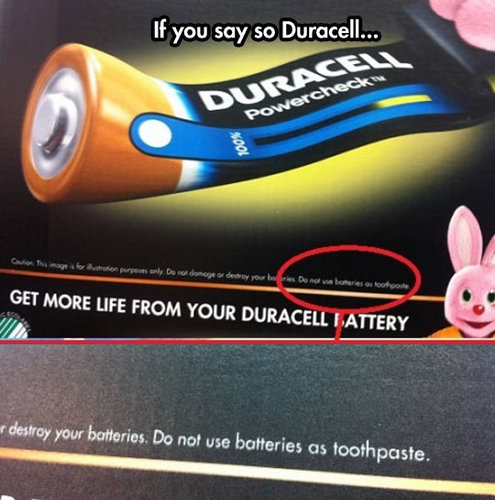 If you say so Duracell...
DURACELL
Powercheck™
100%
Caution: This image is for illustration purposes only. Do not damage or destroy your batteries. Do not use batteries as toothpaste.
GET MORE LIFE FROM YOUR DURACELL BATTERY
r destroy your batteries. Do not use batteries as toothpaste.